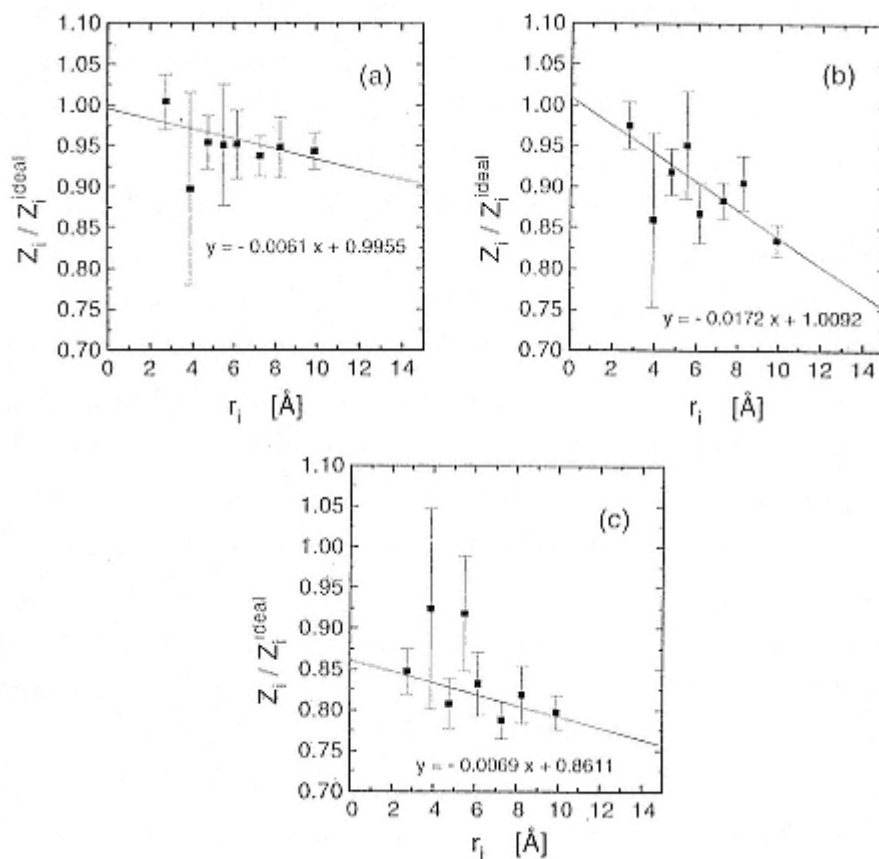 1.10
1.05
1.00
0.95
0.90
0.85
0.80
0.75
0.70
Z_i / Z_i^ideal
(a)
y = - 0.0061 x + 0.9955
0 2 4 6 8 10 12 14
r_i [Å]
1.10
1.05
1.00
0.95
0.90
0.85
0.80
0.75
0.70
Z_i / Z_i^ideal
(b)
y = - 0.0172 x + 1.0092
0 2 4 6 8 10 12 14
r_i [Å]
1.10
1.05
1.00
0.95
0.90
0.85
0.80
0.75
0.70
Z_i / Z_i^ideal
(c)
y = - 0.0069 x + 0.8611
0 2 4 6 8 10 12 14
r_i [Å]